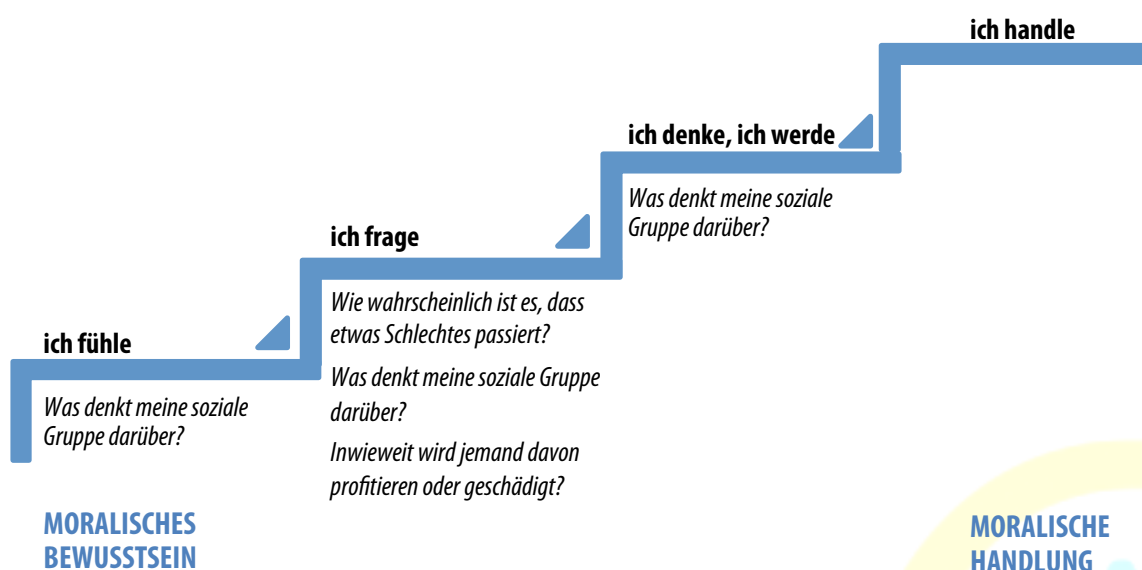 ich handle
ich denke, ich werde
Was denkt meine soziale
Gruppe darüber?
ich frage
Wie wahrscheinlich ist es, dass
etwas Schlechtes passiert?
Was denkt meine soziale Gruppe
darüber?
Inwieweit wird jemand davon
profitieren oder geschädigt?
ich fühle
Was denkt meine soziale
Gruppe darüber?
MORALISCHES
BEWUSSTSEIN
MORALISCHE
HANDLUNG